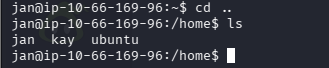 jan@ip-10-66-169-96:~$ cd ..
jan@ip-10-66-169-96:/home$ ls
jan  kay  ubuntu
jan@ip-10-66-169-96:/home$